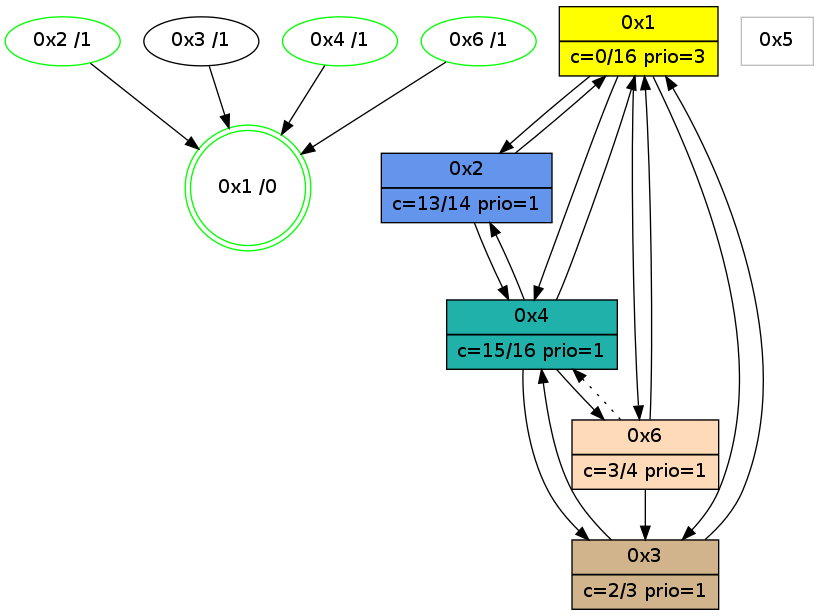 0x2 /1
0x3 /1
0x4 /1
0x6 /1
0x1
c=0/16 prio=3
0x5
0x1 /0
0x2
c=13/14 prio=1
0x4
c=15/16 prio=1
0x6
c=3/4 prio=1
0x3
c=2/3 prio=1